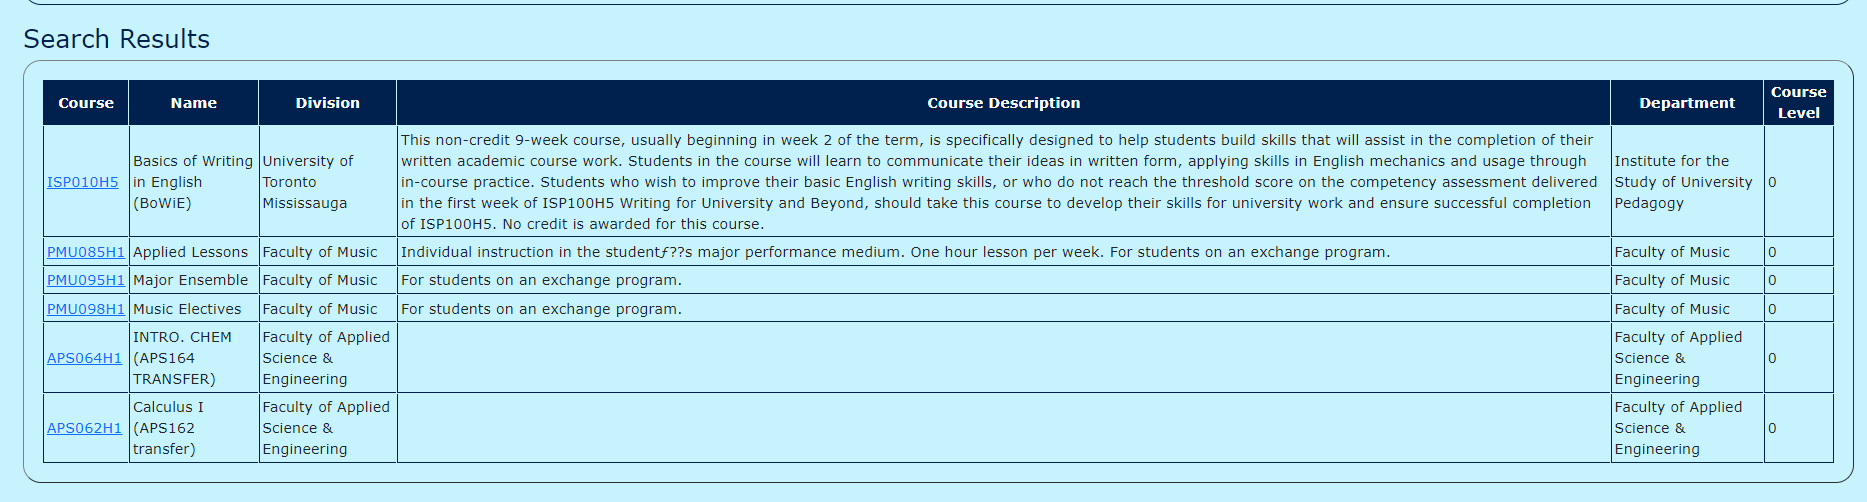 Search Results
Course Name Division Course Description Department Course Level
ISP010H5
Basics of Writing in English (BoWiE)
University of Toronto Mississauga
This non-credit 9-week course, usually beginning in week 2 of the term, is specifically designed to help students build skills that will assist in the completion of their
written academic course work. Students in the course will learn to communicate their ideas in written form, applying skills in English mechanics and usage through
in-course practice. Students who wish to improve their basic English writing skills, or who do not reach the threshold score on the competency assessment delivered
in the first week of ISP100H5 Writing for University and Beyond, should take this course to develop their skills for university work and ensure successful completion
of ISP100H5. No credit is awarded for this course.
Institute for the Study of University Pedagogy
0
PMU085H1 Applied Lessons Faculty of Music Individual instruction in the studentƒ??s major performance medium. One hour lesson per week. For students on an exchange program. Faculty of Music 0
PMU095H1 Major Ensemble Faculty of Music For students on an exchange program. Faculty of Music 0
PMU098H1 Music Electives Faculty of Music For students on an exchange program. Faculty of Music 0
APS064H1
INTRO. CHEM
(APS164
TRANSFER)
Faculty of Applied
Science &
Engineering
Faculty of Applied
Science &
Engineering
0
APS062H1
Calculus I
(APS162
transfer)
Faculty of Applied
Science &
Engineering
Faculty of Applied
Science &
Engineering
0